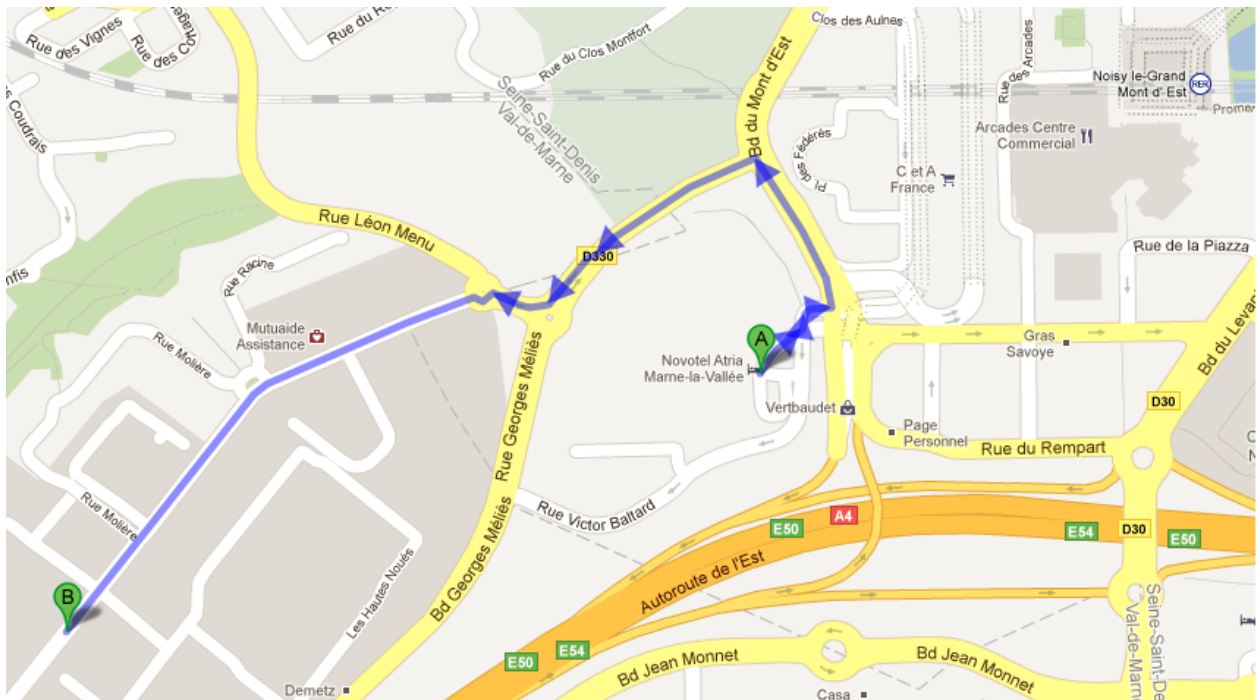 Rue des Vignes
Rue des Co
Rue du Clos Montfort
Clos des Aulnes
Bd du Mont d'Est
Rue des Arcades
Noisy le-Grand
Mont d' Est
RER
Coudrais
Seine-Saint-Denis
Val-de-Marne
Pl des Fédérés
Arcades Centre
Commercial
C et A
France
Rue Léon Menu
D330
Rue de la Piazza
Rue Racine
Mutuaide
Assistance
Rue Molière
A
Novotel Atria
Marne-la-Vallée
Gras
Savoye
Bd du Levan
Vertbaudet
Page
Personnel
D30
Rue Georges Méliès
Rue du Rempart
Rue Molière
Rue Victor Baltard
A4
E50
E54
D30
E50
Les Hautes Noués
Bd Georges Méliès
Autoroute de l'Est
B
E50
E54
Seine-Saint-De
Val-de-Marn
Bd Jean Monnet
Bd Jean Monnet
Demetz
Casa